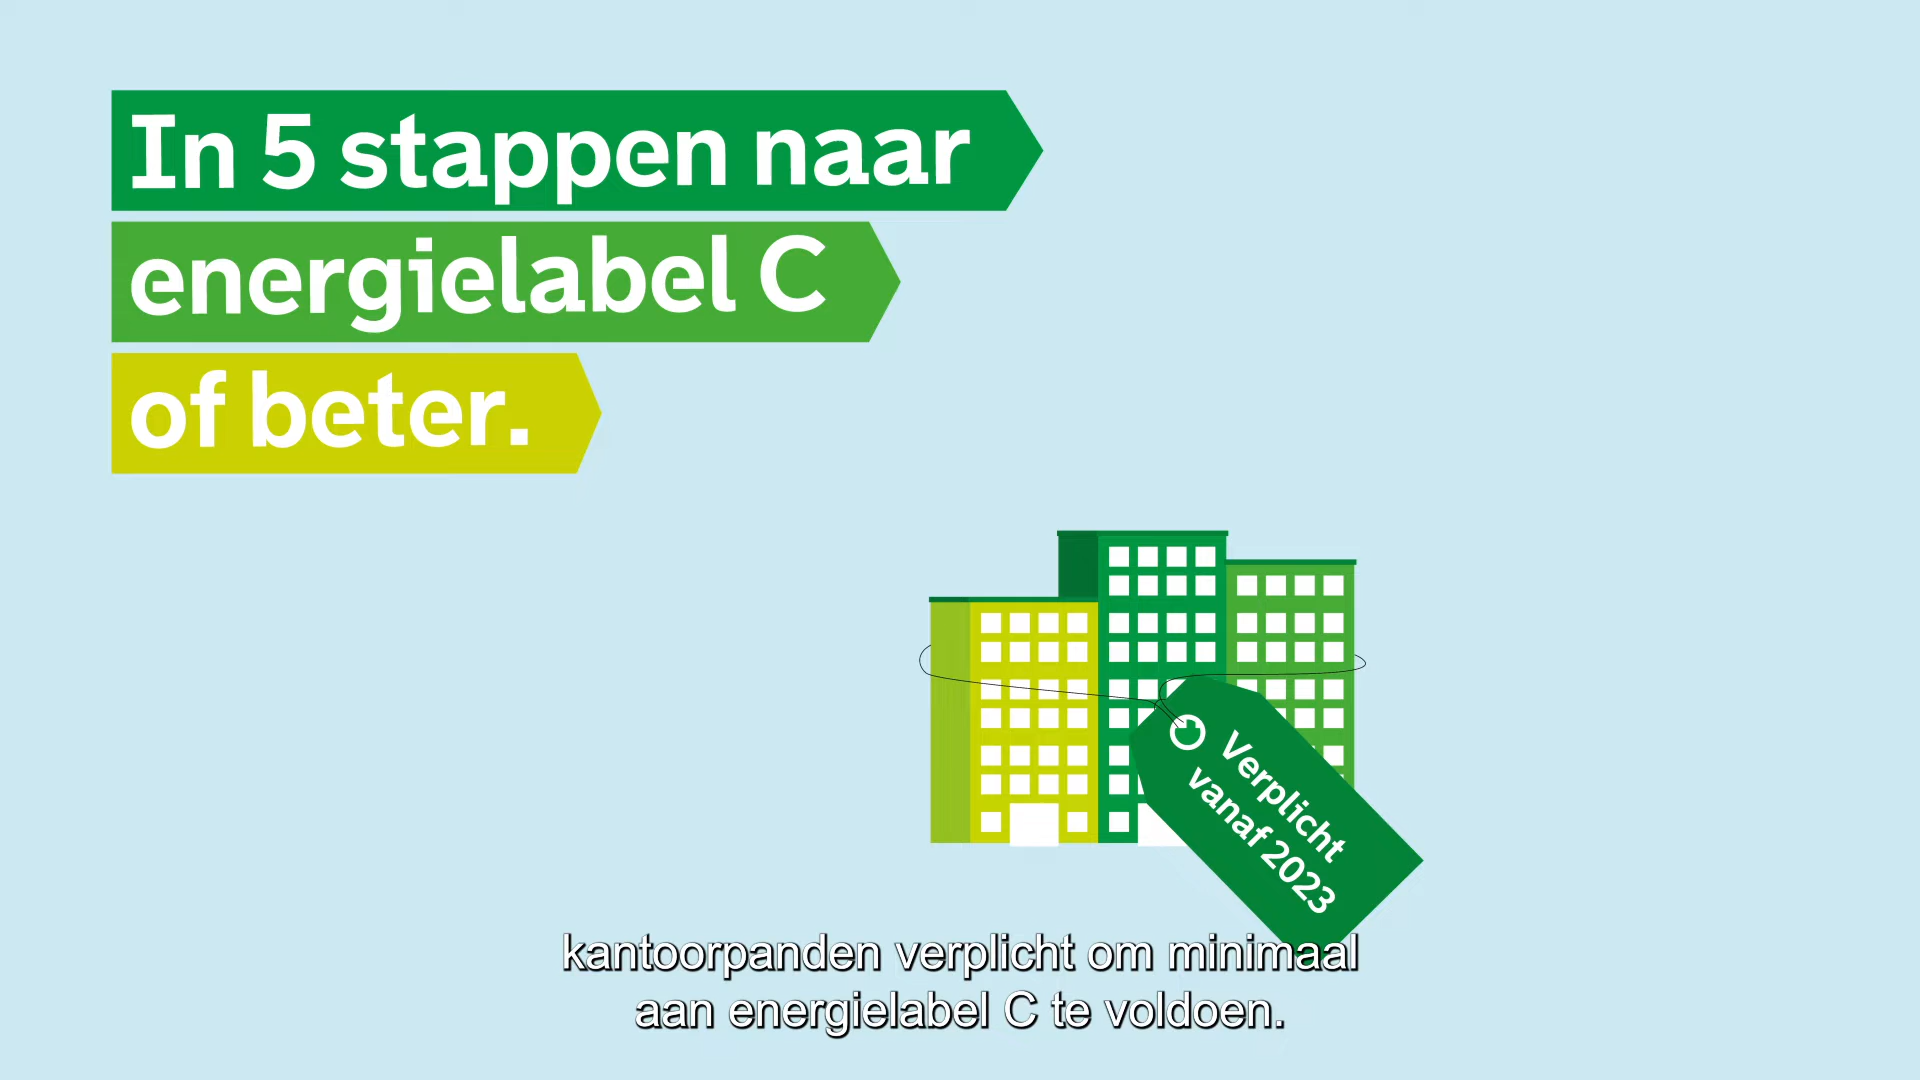 In 5 stappen naar
energielabel C
of beter.
Verplicht
vanaf 2023
kantoorpanden verplicht om minimaal
aan energielabel C te voldoen.